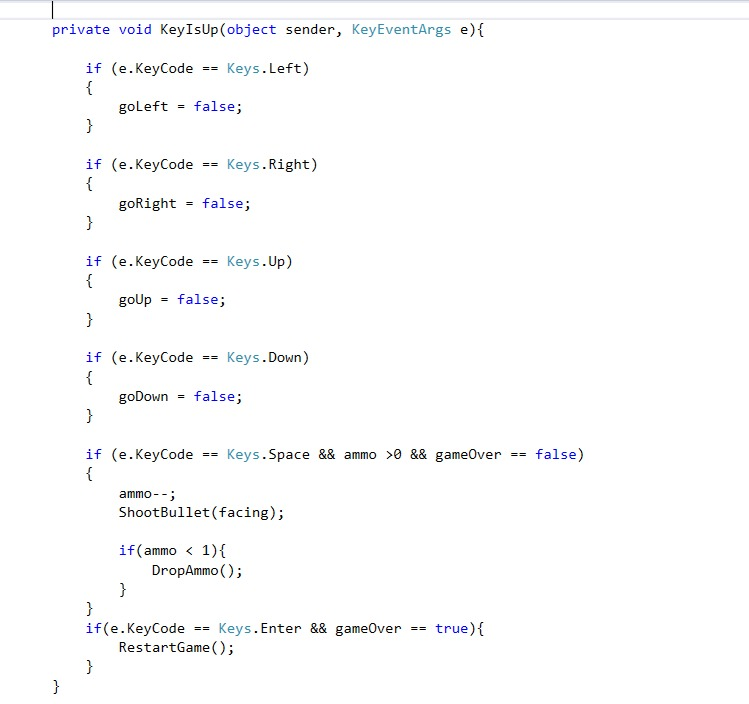 private void KeyIsUp(object sender, KeyEventArgs e){
if (e.KeyCode == Keys.Left)
{
goLeft = false;
}
if (e.KeyCode == Keys.Right)
{
goRight = false;
}
if (e.KeyCode == Keys.Up)
{
goUp = false;
}
if (e.KeyCode == Keys.Down)
{
goDown = false;
}
if (e.KeyCode == Keys.Space && ammo >0 && gameOver == false)
{
ammo--;
ShootBullet(facing);
if(ammo < 1){
DropAmmo();
}
}
if(e.KeyCode == Keys.Enter && gameOver == true){
RestartGame();
}
}